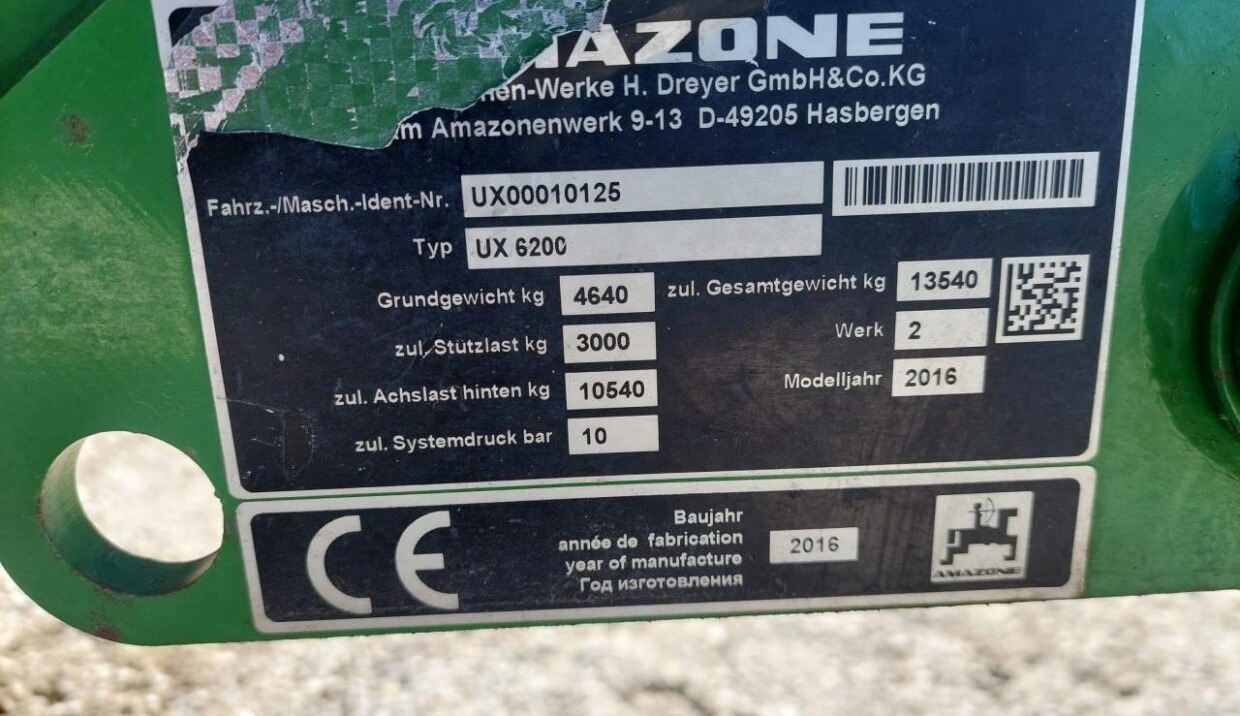 AZONE
en-Werke H. Dreyer GmbH&Co.KG
m Amazonenwerk 9-13 D-49205 Hasbergen
Fahrz.-/Masch.-Ident-Nr. UX00010125
Typ UX 6200
Grundgewicht kg 4640 zul. Gesamtgewicht kg 13540
zul. Stützlast kg 3000 Werk 2
zul. Achslast hinten kg 10540 Modelljahr 2016
zul. Systemdruck bar 10
CE
Baujahr
année de fabrication
year of manufacture 2016
Год изготовления
AMAZONE